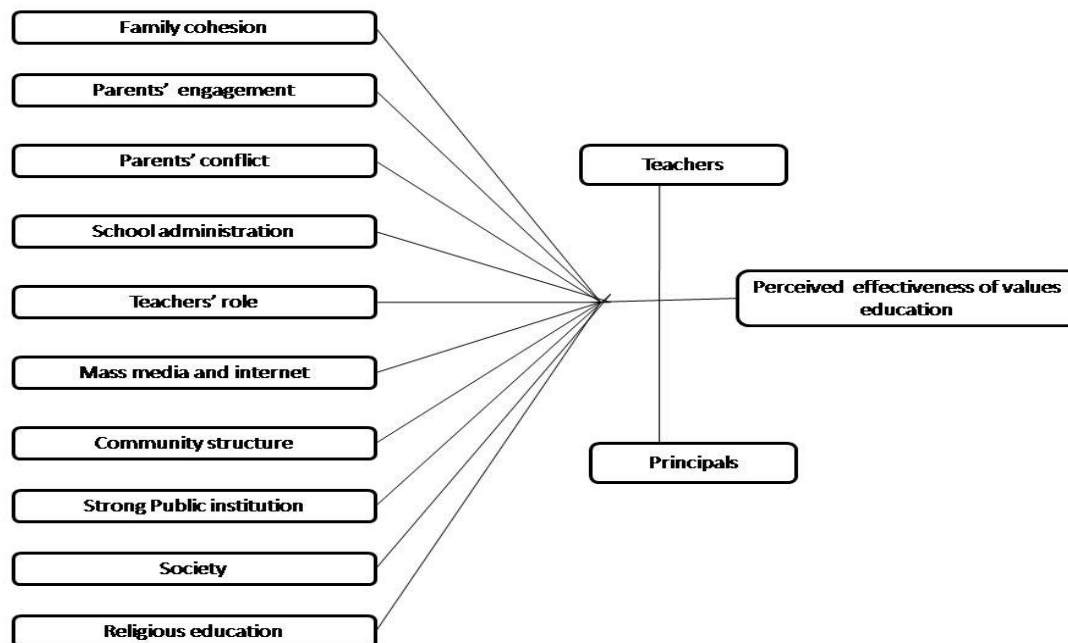 Family cohesion
Parents' engagement
Parents' conflict
School administration
Teachers' role
Mass media and internet
Community structure
Strong Public institution
Society
Religious education
Teachers
Principals
Perceived effectiveness of values
education